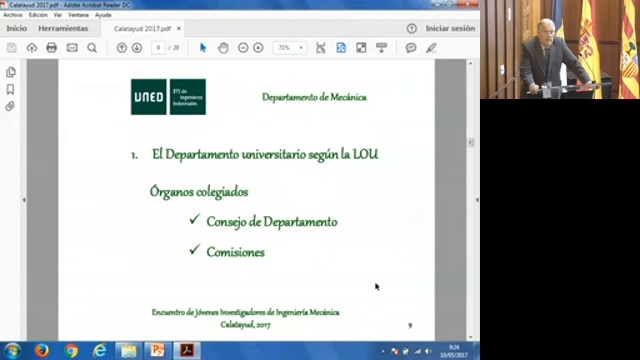 Calatayud 2017.pdf - Adobe Acrobat Reader DC
Archivo Edición Ver Ventana Ayuda
Inicio Herramientas Calatayud 2017.pdf × Iniciar sesión
9 / 29 73%
UNED ETS de Ingenieros Industriales
Departamento de Mecánica
1. El Departamento universitario según la LOU
Órganos colegiados
✓ Consejo de Departamento
✓ Comisiones
Encuentro de Jóvenes Investigadores de Ingeniería Mecánica
Calatayud, 2017
9
9:24
10/05/2017